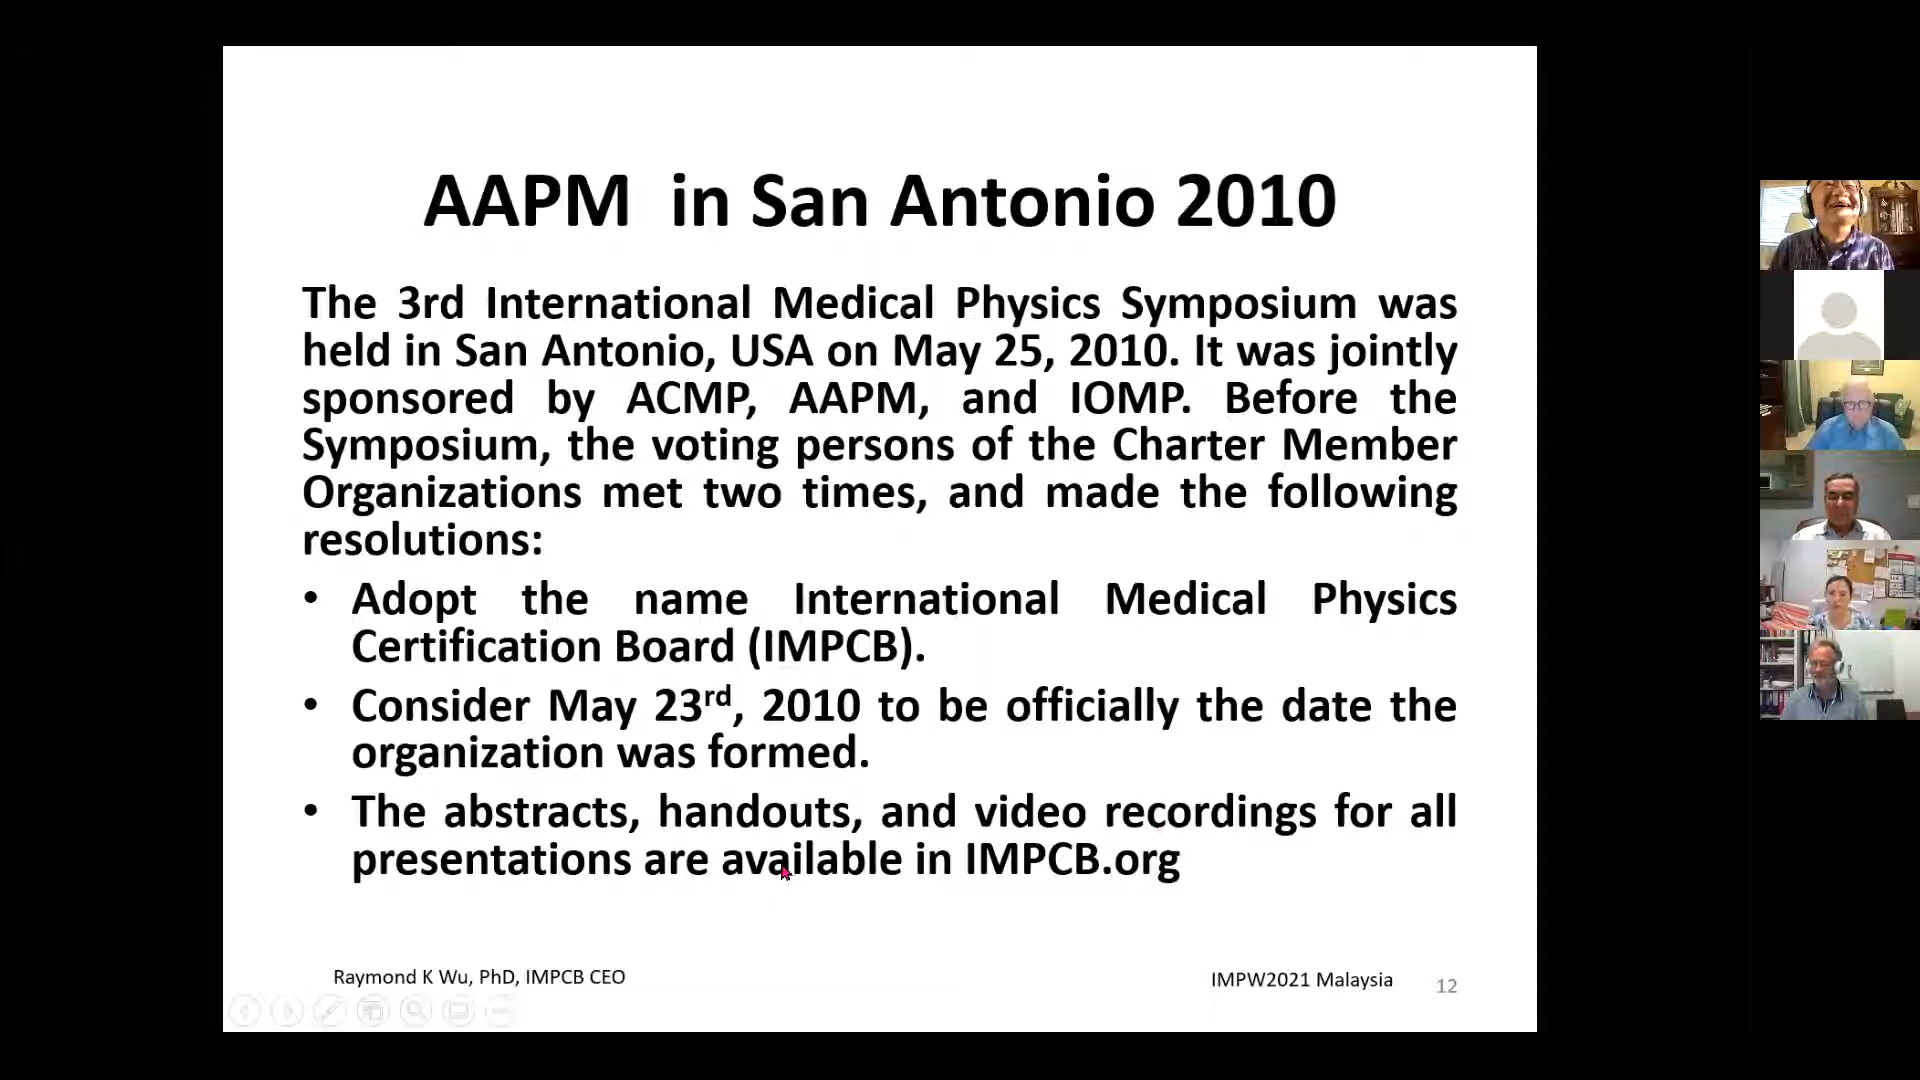 AAPM  in San Antonio 2010
The 3rd International Medical Physics Symposium was
held in San Antonio, USA on May 25, 2010. It was jointly
sponsored by ACMP, AAPM, and IOMP. Before the
Symposium, the voting persons of the Charter Member
Organizations met two times, and made the following
resolutions:
• Adopt the name International Medical Physics
Certification Board (IMPCB).
• Consider May 23rd, 2010 to be officially the date the
organization was formed.
• The abstracts, handouts, and video recordings for all
presentations are available in IMPCB.org
Raymond K Wu, PhD, IMPCB CEO
IMPW2021 Malaysia
12